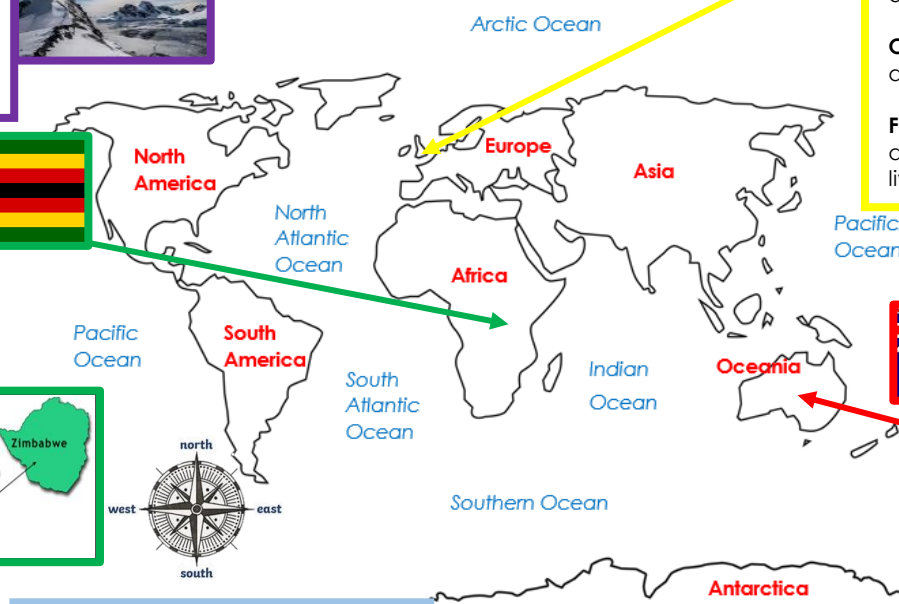 Arctic Ocean
North
America
Europe
Asia
North
Atlantic
Ocean
Pacific
Ocean
Africa
Pacific
Ocean
South
America
South
Atlantic
Ocean
Indian
Ocean
Oceania
Zimbabwe
north
west
east
south
Southern Ocean
Antarctica